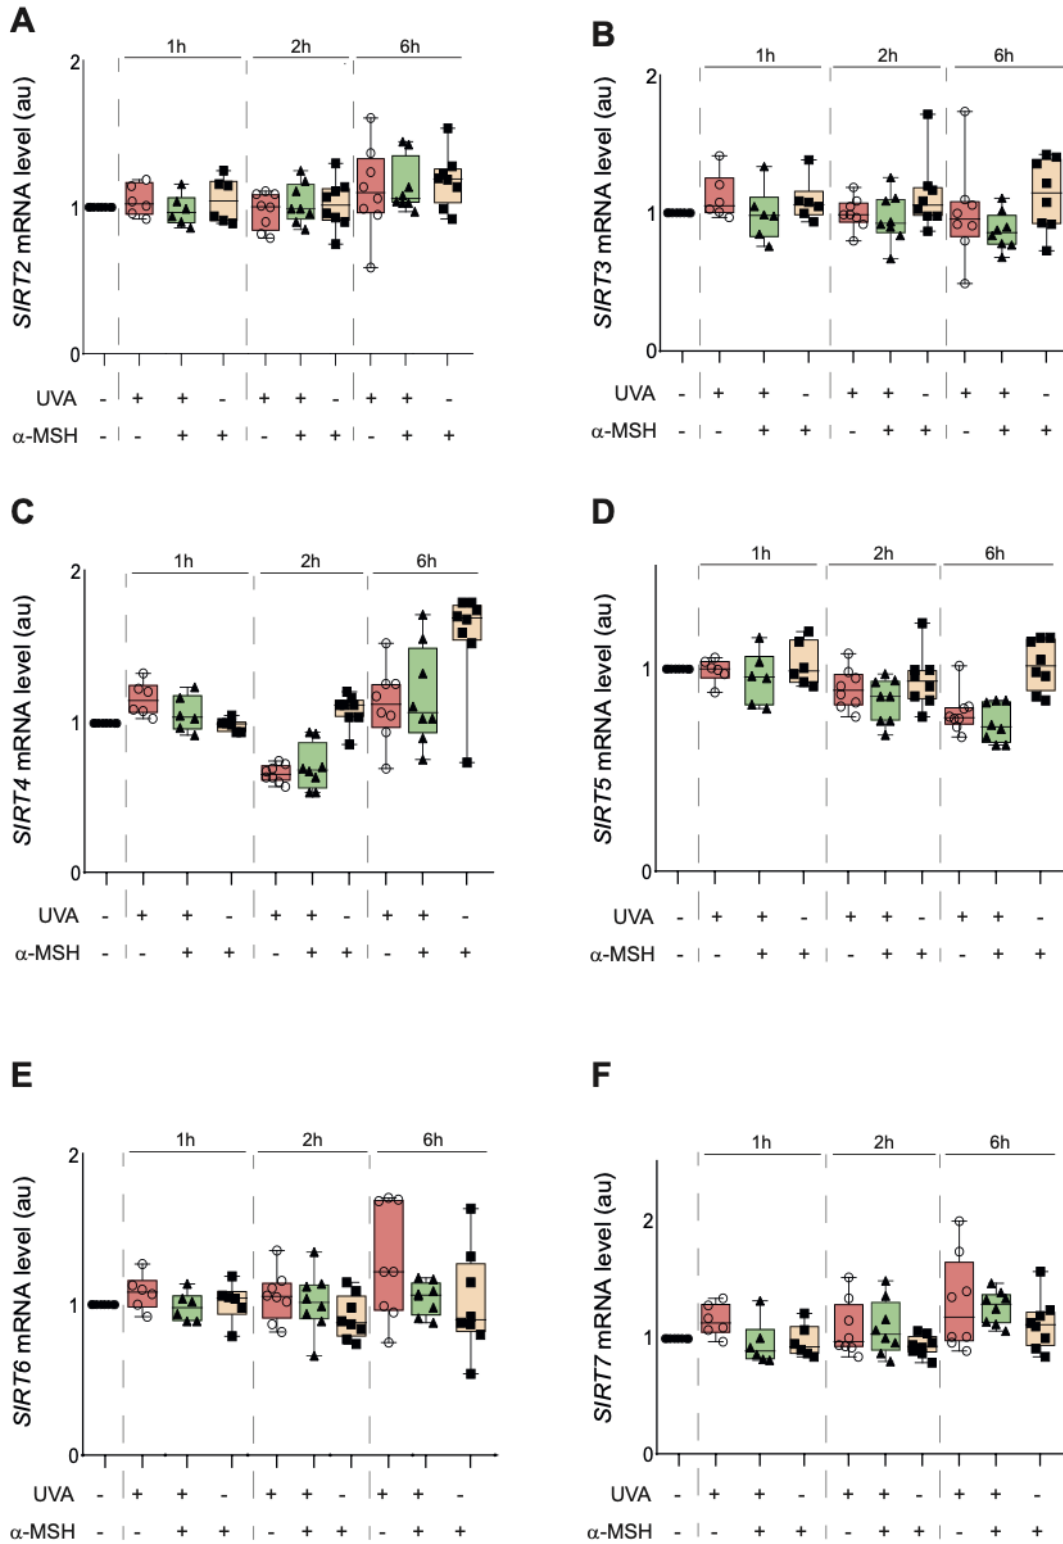 A
1h 2h 6h
SIRT2 mRNA level (au)
2
1
0
UVA - + + - + + - + + -
α-MSH - - + + - + + - + +
B
1h 2h 6h
SIRT3 mRNA level (au)
2
1
0
UVA - + + - + + - + + -
α-MSH - - + + - + + - + +
C
1h 2h 6h
SIRT4 mRNA level (au)
2
1
0
UVA - + + - + + - + + -
α-MSH - - + + - + + - + +
D
1h 2h 6h
SIRT5 mRNA level (au)
1
0
UVA - + + - + + - + + -
α-MSH - - + + - + + - + +
E
1h 2h 6h
SIRT6 mRNA level (au)
2
1
0
UVA - + + - + + - + + -
α-MSH - - + + - + + - + +
F
1h 2h 6h
SIRT7 mRNA level (au)
2
1
0
UVA - + + - + + - + + -
α-MSH - - + + - + + - + +